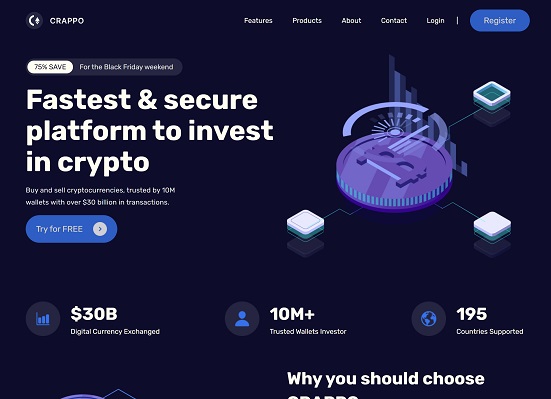 CRAPPO
Features Products About Contact Login | Register
75% SAVE For the Black Friday weekend
Fastest & secure
platform to invest
in crypto
Buy and sell cryptocurrencies, trusted by 10M
wallets with over $30 billion in transactions.
Try for FREE
$30B
Digital Currency Exchanged
10M+
Trusted Wallets Investor
195
Countries Supported
Why you should choose
CRAPPO